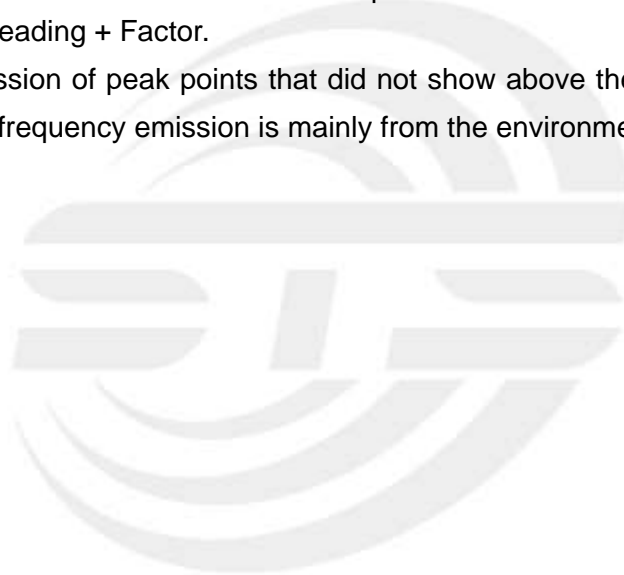 eading + Factor.
ssion of peak points that did not show above the
frequency emission is mainly from the environme
STS